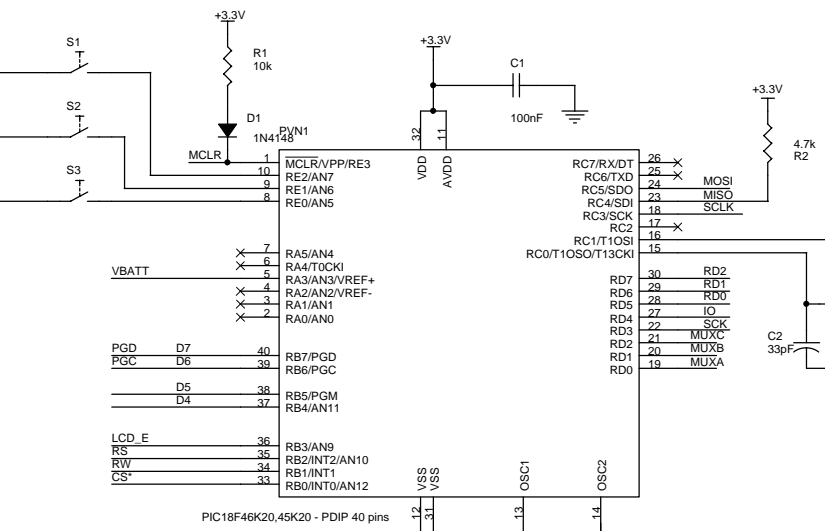 +3.3V
S1
R1
10k
+3.3V
C1
100nF
+3.3V
S2
D1
1N4148
PVN1
4.7k
R2
S3
MCLR
1
10
9
8
MCLR/VPP/RE3
RE2/AN7
RE1/AN6
RE0/AN5
32
11
VDD
AVDD
RC7/RX/DT
RC6/TXD
RC5/SDO
RC4/SDI
RC3/SCK
RC2
RC1/T1OSI
RC0/T1OSO/T13CKI
26
25
24
23
18
17
16
15
MOSI
MISO
SCLK
VBATT
7
6
5
4
3
2
RA5/AN4
RA4/T0CKI
RA3/AN3/VREF+
RA2/AN2/VREF-
RA1/AN1
RA0/AN0
RD7
RD6
RD5
RD4
RD3
RD2
RD1
RD0
30
29
28
27
22
21
20
19
RD2
RD1
RD0
IO
SCK
MUXC
MUXB
MUXA
C2
33pF
PGD
D7
40
RB7/PGD
PGC
D6
39
RB6/PGC
D5
38
RB5/PGM
D4
37
RB4/AN11
LCD_E
36
RB3/AN9
RS
35
RB2/INT2/AN10
RW
34
RB1/INT1
CS*
33
RB0/INT0/AN12
VSS
VSS
OSC1
OSC2
12
31
13
14
PIC18F46K20,45K20 - PDIP 40 pins